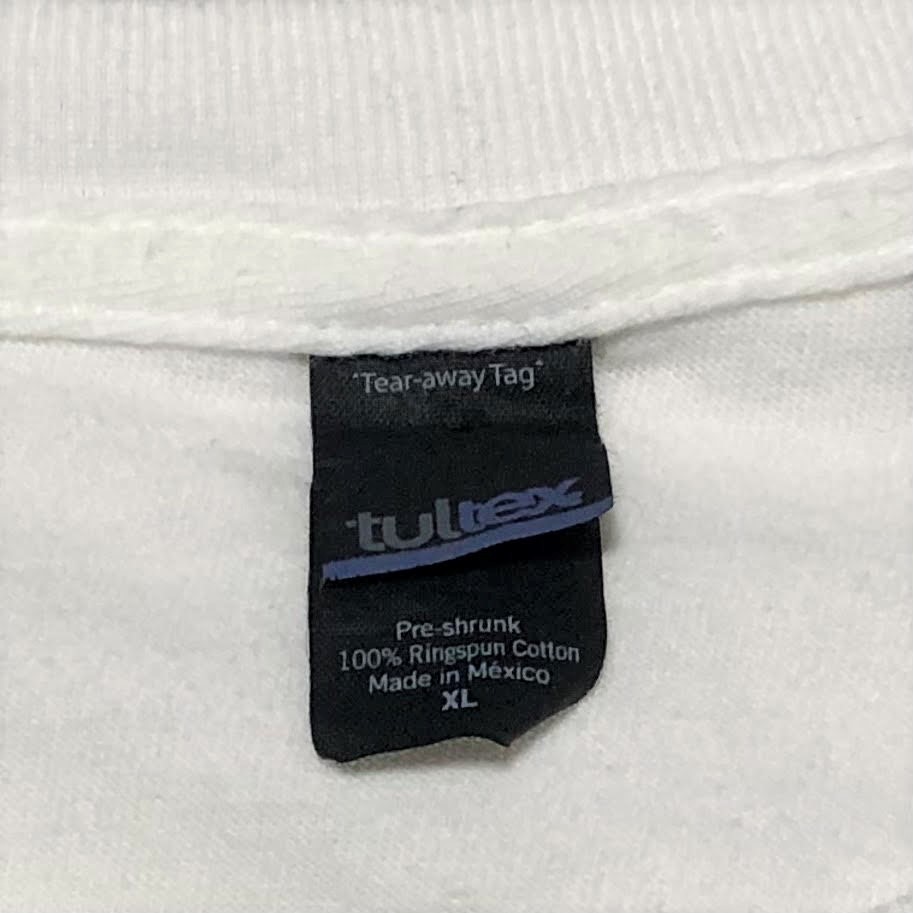 "Tear-away Tag"
tultex
Pre-shrunk
100% Ringspun Cotton
Made in México
XL